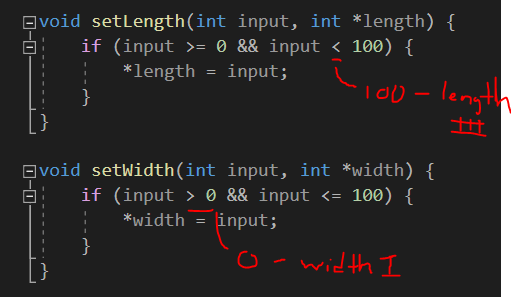 void setLength(int input, int *length) {
if (input >= 0 && input < 100) {
*length = input;
}
}
100 - length
III
void setWidth(int input, int *width) {
if (input > 0 && input <= 100) {
*width = input;
}
}
0 - width I